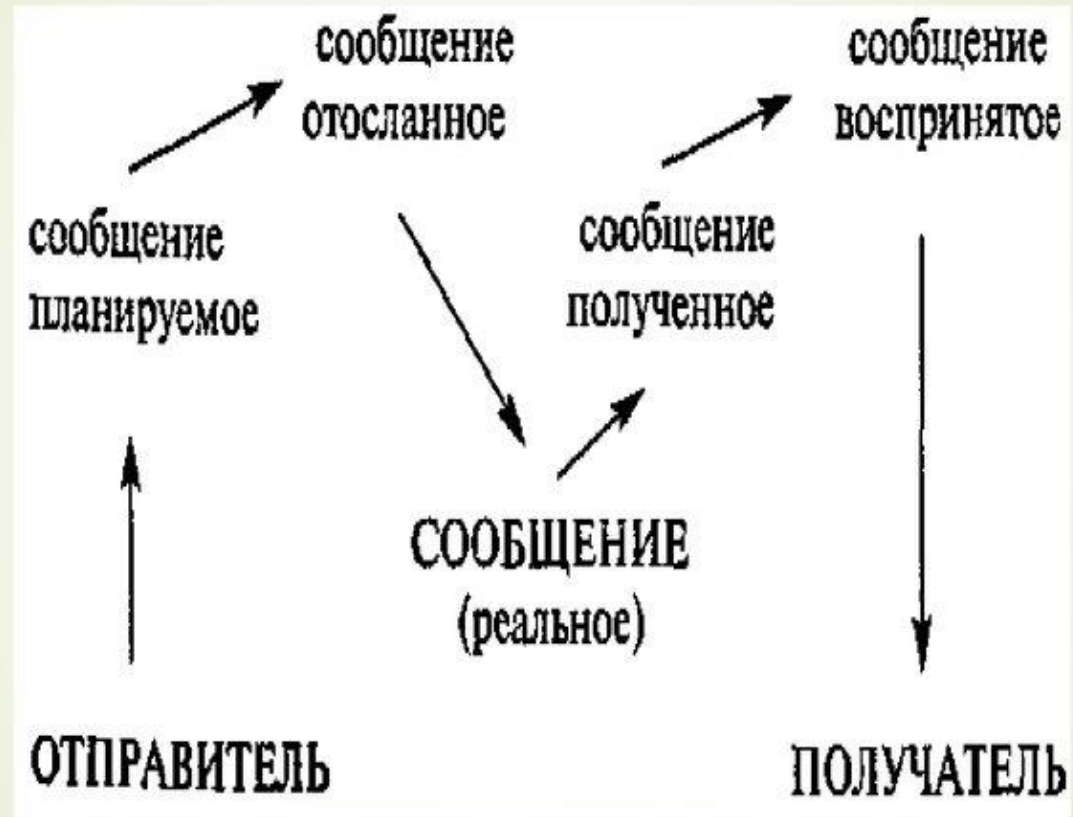 сообщение
отосланное
сообщение
воспринятое
сообщение
планируемое
сообщение
полученное
СООБЩЕНИЕ
(реальное)
ОТПРАВИТЕЛЬ
ПОЛУЧАТЕЛЬ